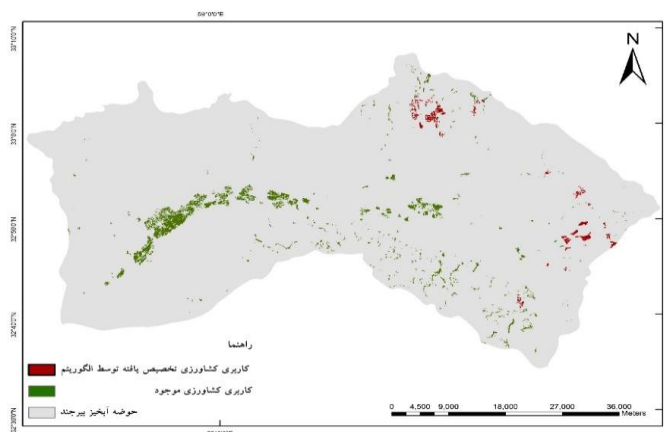 N
راهنما
کاربری کشاورزی تخصیص یافته توسط الگوریتم
کاربری کشاورزی موجود
حوضه آبخیز بیرجند
0 4,500 9,000 18,000 27,000 36,000
Meters